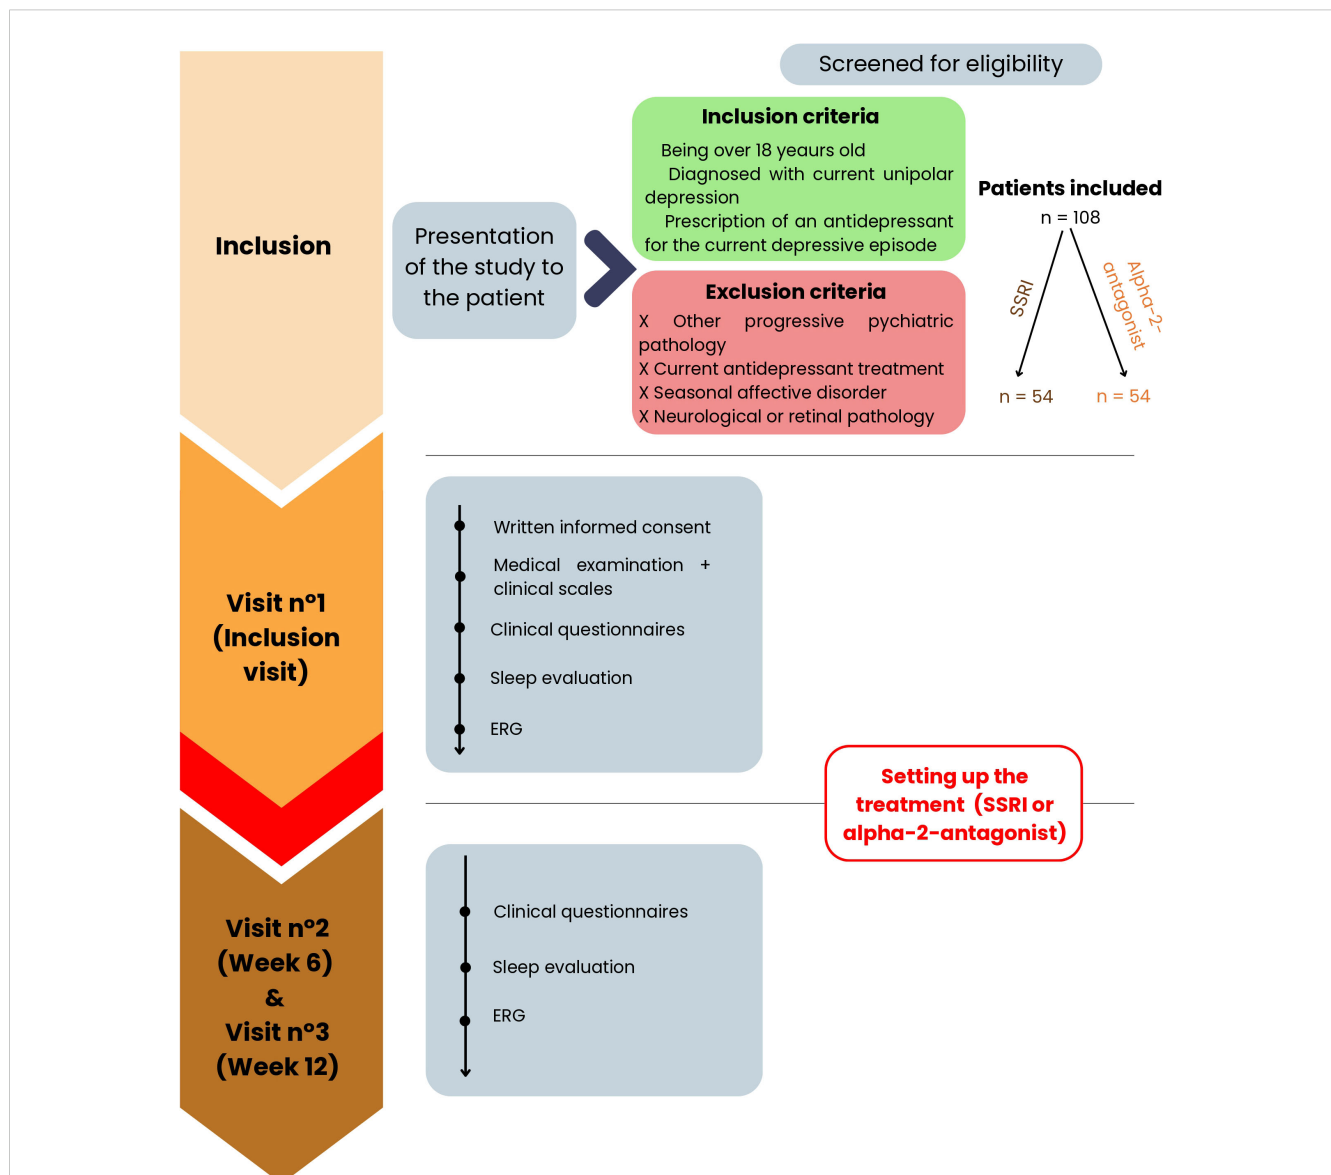 Screened for eligibility
Inclusion
Presentation
of the study to
the patient
Inclusion criteria
Being over 18 yeaurs old
Diagnosed with current unipolar
depression
Prescription of an antidepressant
for the current depressive episode
Exclusion criteria
X Other progressive pychiatric
pathology
X Current antidepressant treatment
X Seasonal affective disorder
X Neurological or retinal pathology
Patients included
n = 108
SSRI
Alpha-2-
antagonist
n = 54
n = 54
Visit nº1
(Inclusion
visit)
Written informed consent
Medical examination +
clinical scales
Clinical questionnaires
Sleep evaluation
ERG
Setting up the
treatment (SSRI or
alpha-2-antagonist)
Visit nº2
(Week 6)
&
Visit nº3
(Week 12)
Clinical questionnaires
Sleep evaluation
ERG